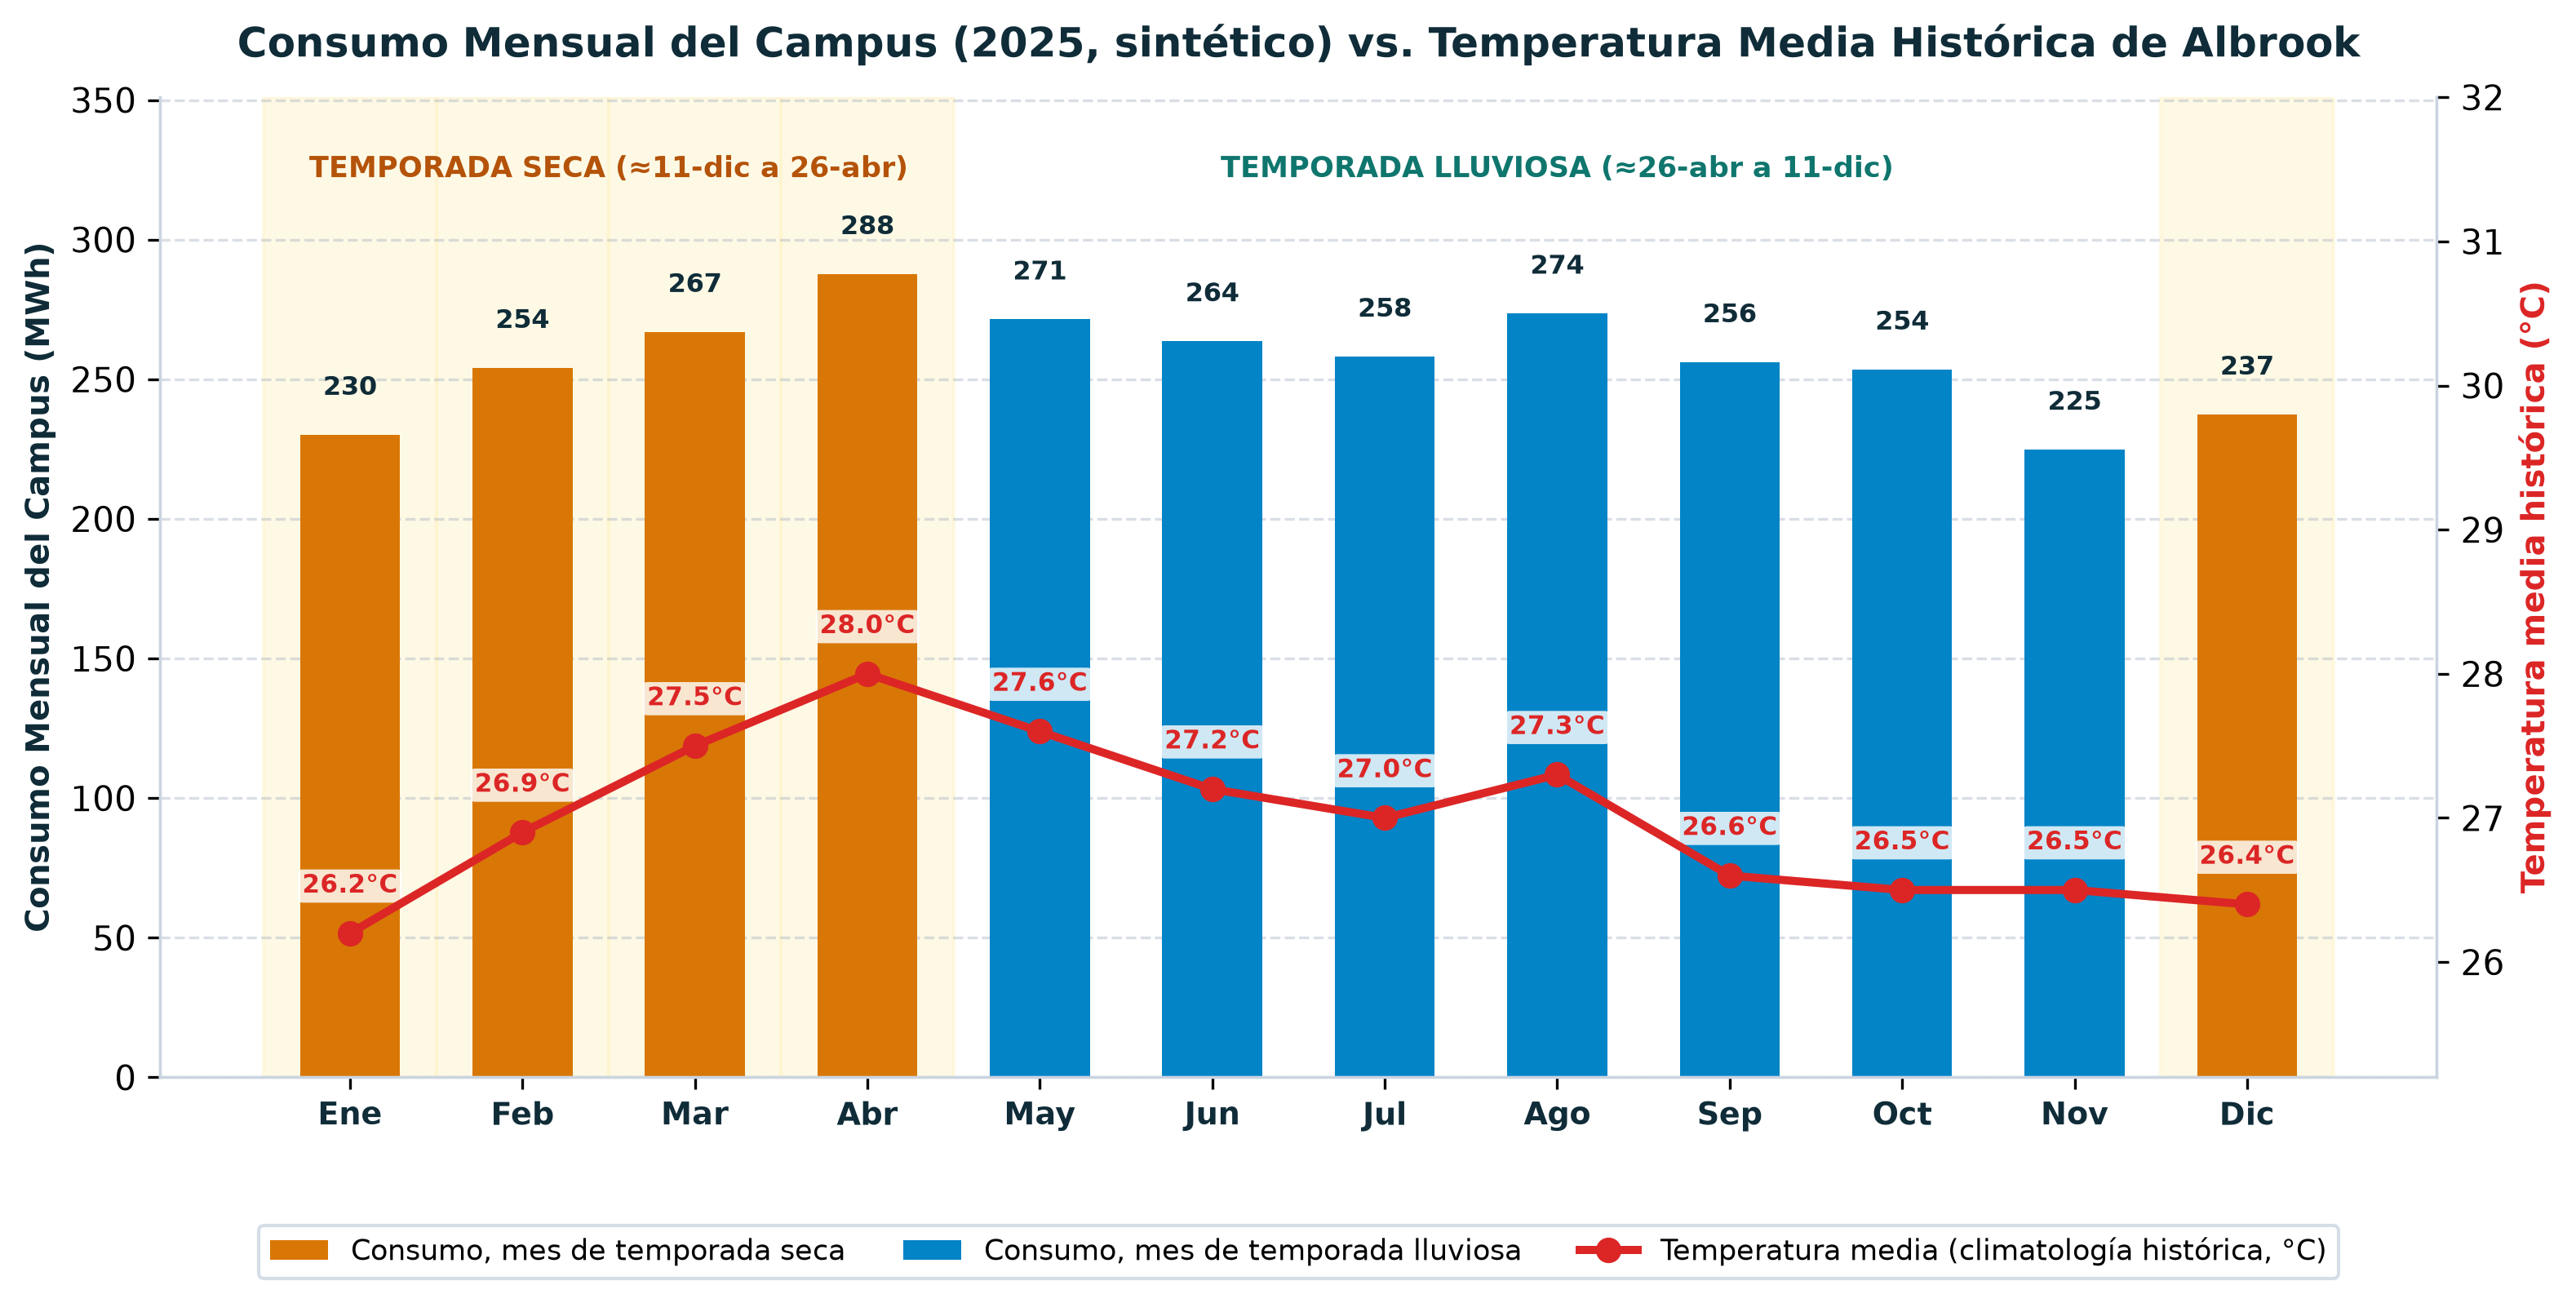 Consumo Mensual del Campus (2025, sintético) vs. Temperatura Media Histórica de Albrook
Consumo Mensual del Campus (MWh)
350
300
250
200
150
100
50
0
TEMPORADA SECA (≈11-dic a 26-abr)
TEMPORADA LLUVIOSA (≈26-abr a 11-dic)
230
254
267
288
271
264
258
274
256
254
225
237
26.2°C
26.9°C
27.5°C
28.0°C
27.6°C
27.2°C
27.0°C
27.3°C
26.6°C
26.5°C
26.5°C
26.4°C
32
31
30
29
28
27
26
Temperatura media histórica (°C)
Ene
Feb
Mar
Abr
May
Jun
Jul
Ago
Sep
Oct
Nov
Dic
Consumo, mes de temporada seca
Consumo, mes de temporada lluviosa
Temperatura media (climatología histórica, °C)